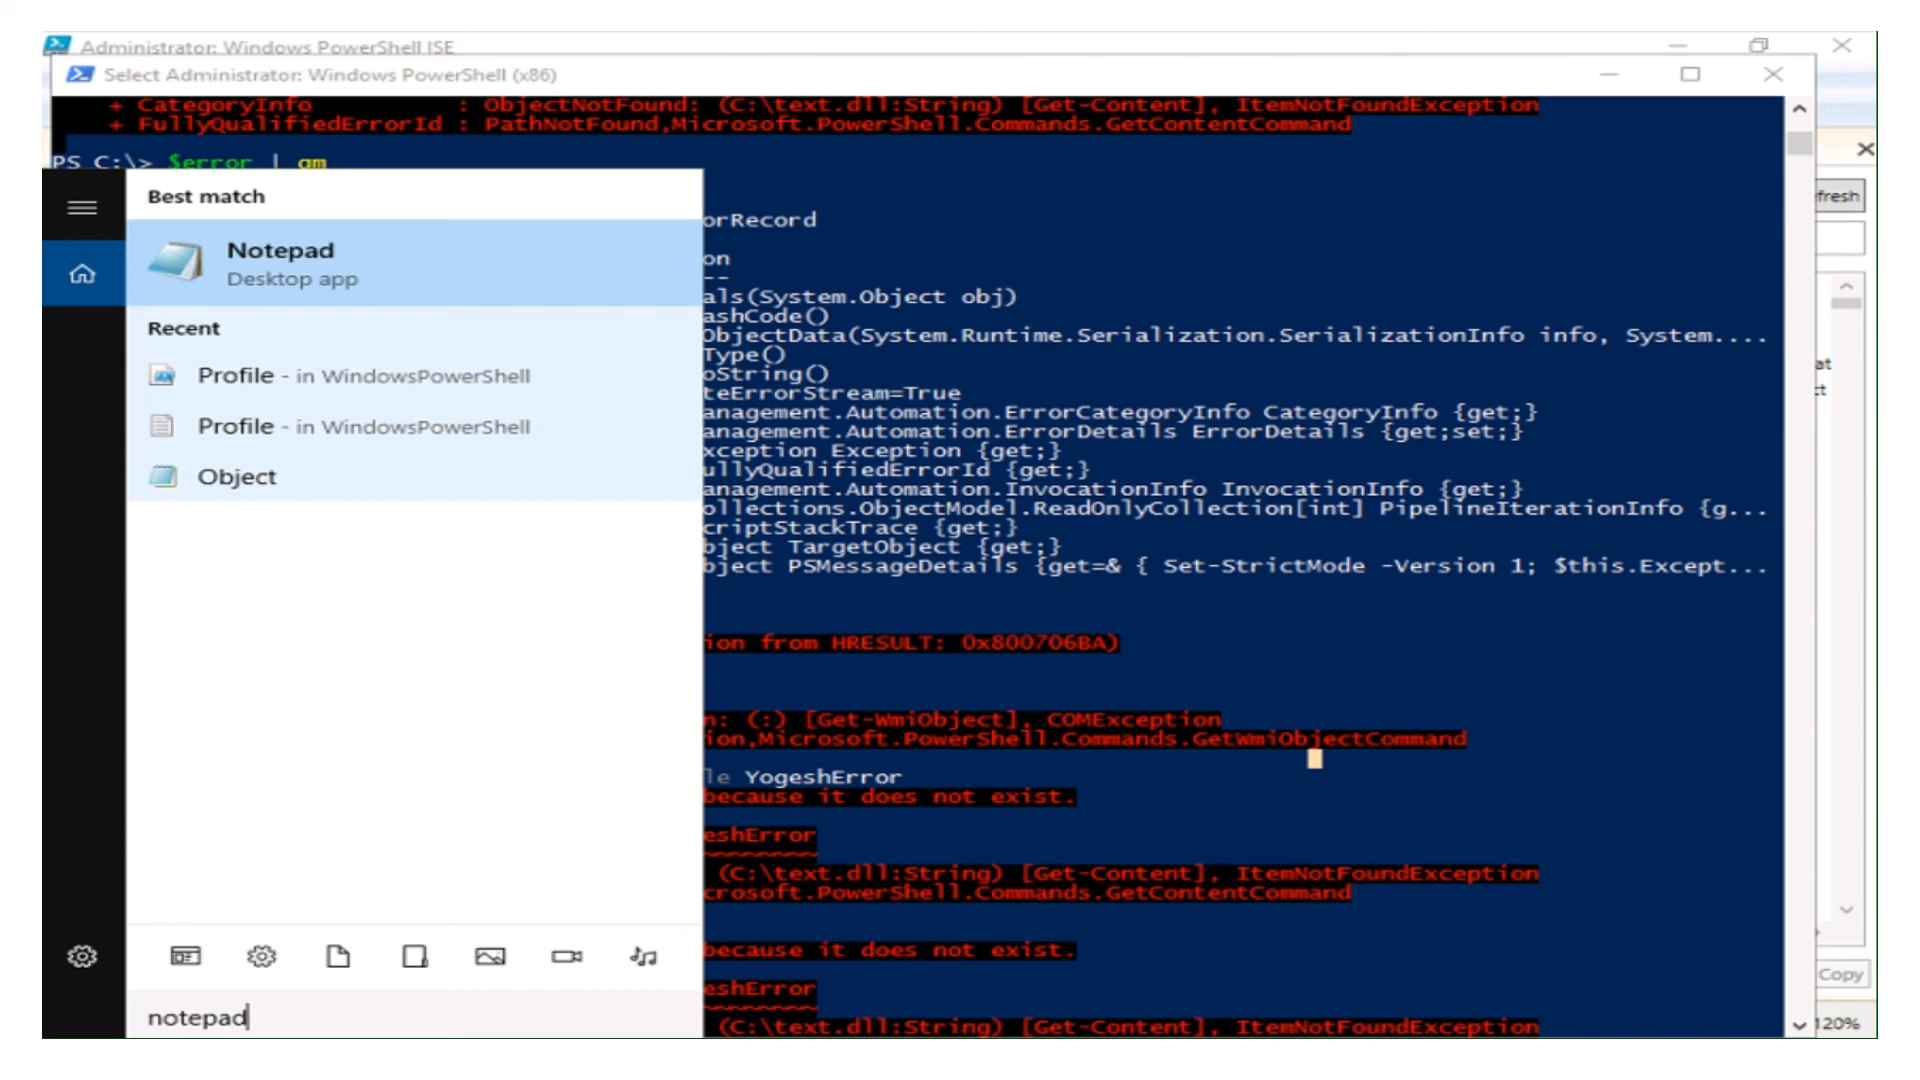 Administrator: Windows PowerShell ISE
Select Administrator: Windows PowerShell (x86)
+ CategoryInfo : ObjectNotFound: (C:\text.dll:String) [Get-Content], ItemNotFoundException
+ FullyQualifiedErrorId : PathNotFound,Microsoft.PowerShell.Commands.GetContentCommand
PS C:\> $error | gm
Best match
Notepad
Desktop app
Recent
Profile - in WindowsPowerShell
Profile - in WindowsPowerShell
Object
notepad
orRecord
on
--
als(System.Object obj)
ashCode()
ObjectData(System.Runtime.Serialization.SerializationInfo info, System....
Type()
oString()
teErrorStream=True
anagement.Automation.ErrorCategoryInfo CategoryInfo {get;}
anagement.Automation.ErrorDetails ErrorDetails {get;set;}
xception Exception {get;}
ullyQualifiedErrorId {get;}
anagement.Automation.InvocationInfo InvocationInfo {get;}
ollections.ObjectModel.ReadOnlyCollection[int] PipelineIterationInfo {g...
criptStackTrace {get;}
bject TargetObject {get;}
bject PSMessageDetails {get=& { Set-StrictMode -Version 1; $this.Except...
ion from HRESULT: 0x800706BA)
n: (:) [Get-WmiObject], COMException
ion,Microsoft.PowerShell.Commands.GetWmiObjectCommand
le YogeshError
because it does not exist.
eshError
~~~~~~~~
(C:\text.dll:String) [Get-Content], ItemNotFoundException
crosoft.PowerShell.Commands.GetContentCommand
because it does not exist.
eshError
~~~~~~~~
(C:\text.dll:String) [Get-Content], ItemNotFoundException
fresh
at
ct
Copy
120%